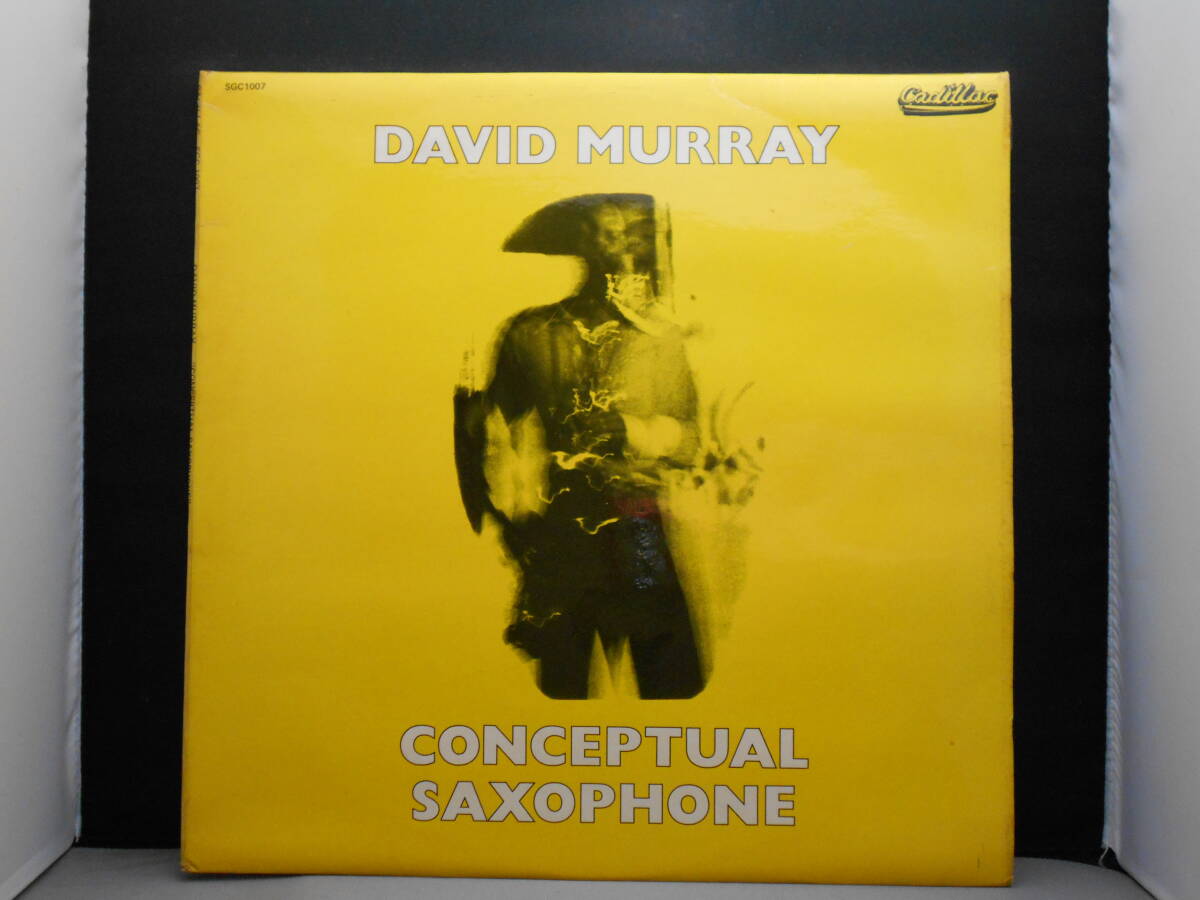 SGC1007
Cadillac
DAVID MURRAY
CONCEPTUAL
SAXOPHONE